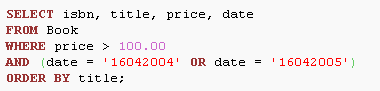 SELECT isbn, title, price, date
FROM Book
WHERE price > 100.00
AND (date = '16042004' OR date = '16042005')
ORDER BY title;